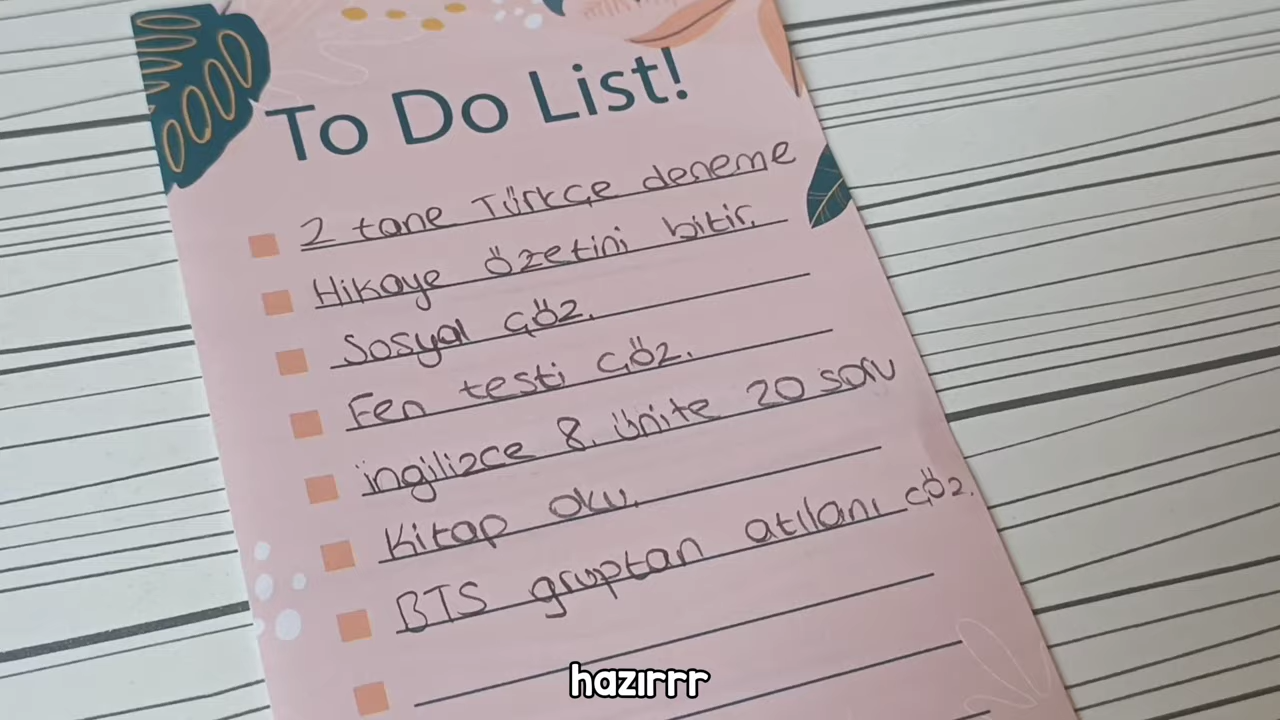 To Do List!
2 tane Türkçe deneme
Hikaye özetini bitir.
Sosyal çöz.
Fen testi çöz.
ingilizce 8. ünite 20 soru
Kitap oku.
BTS gruptan atılanı çöz.
hazırrr